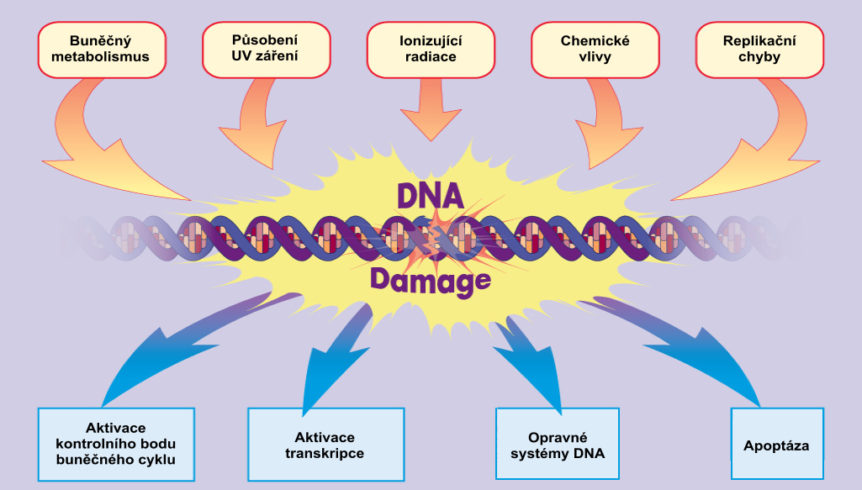 Buněčný
metabolismus
Působení
UV záření
Ionizující
radiace
Chemické
vlivy
Replikační
chyby
DNA
Damage
Aktivace
kontrolního bodu
buněčného cyklu
Aktivace
transkripce
Opravné
systémy DNA
Apoptáza